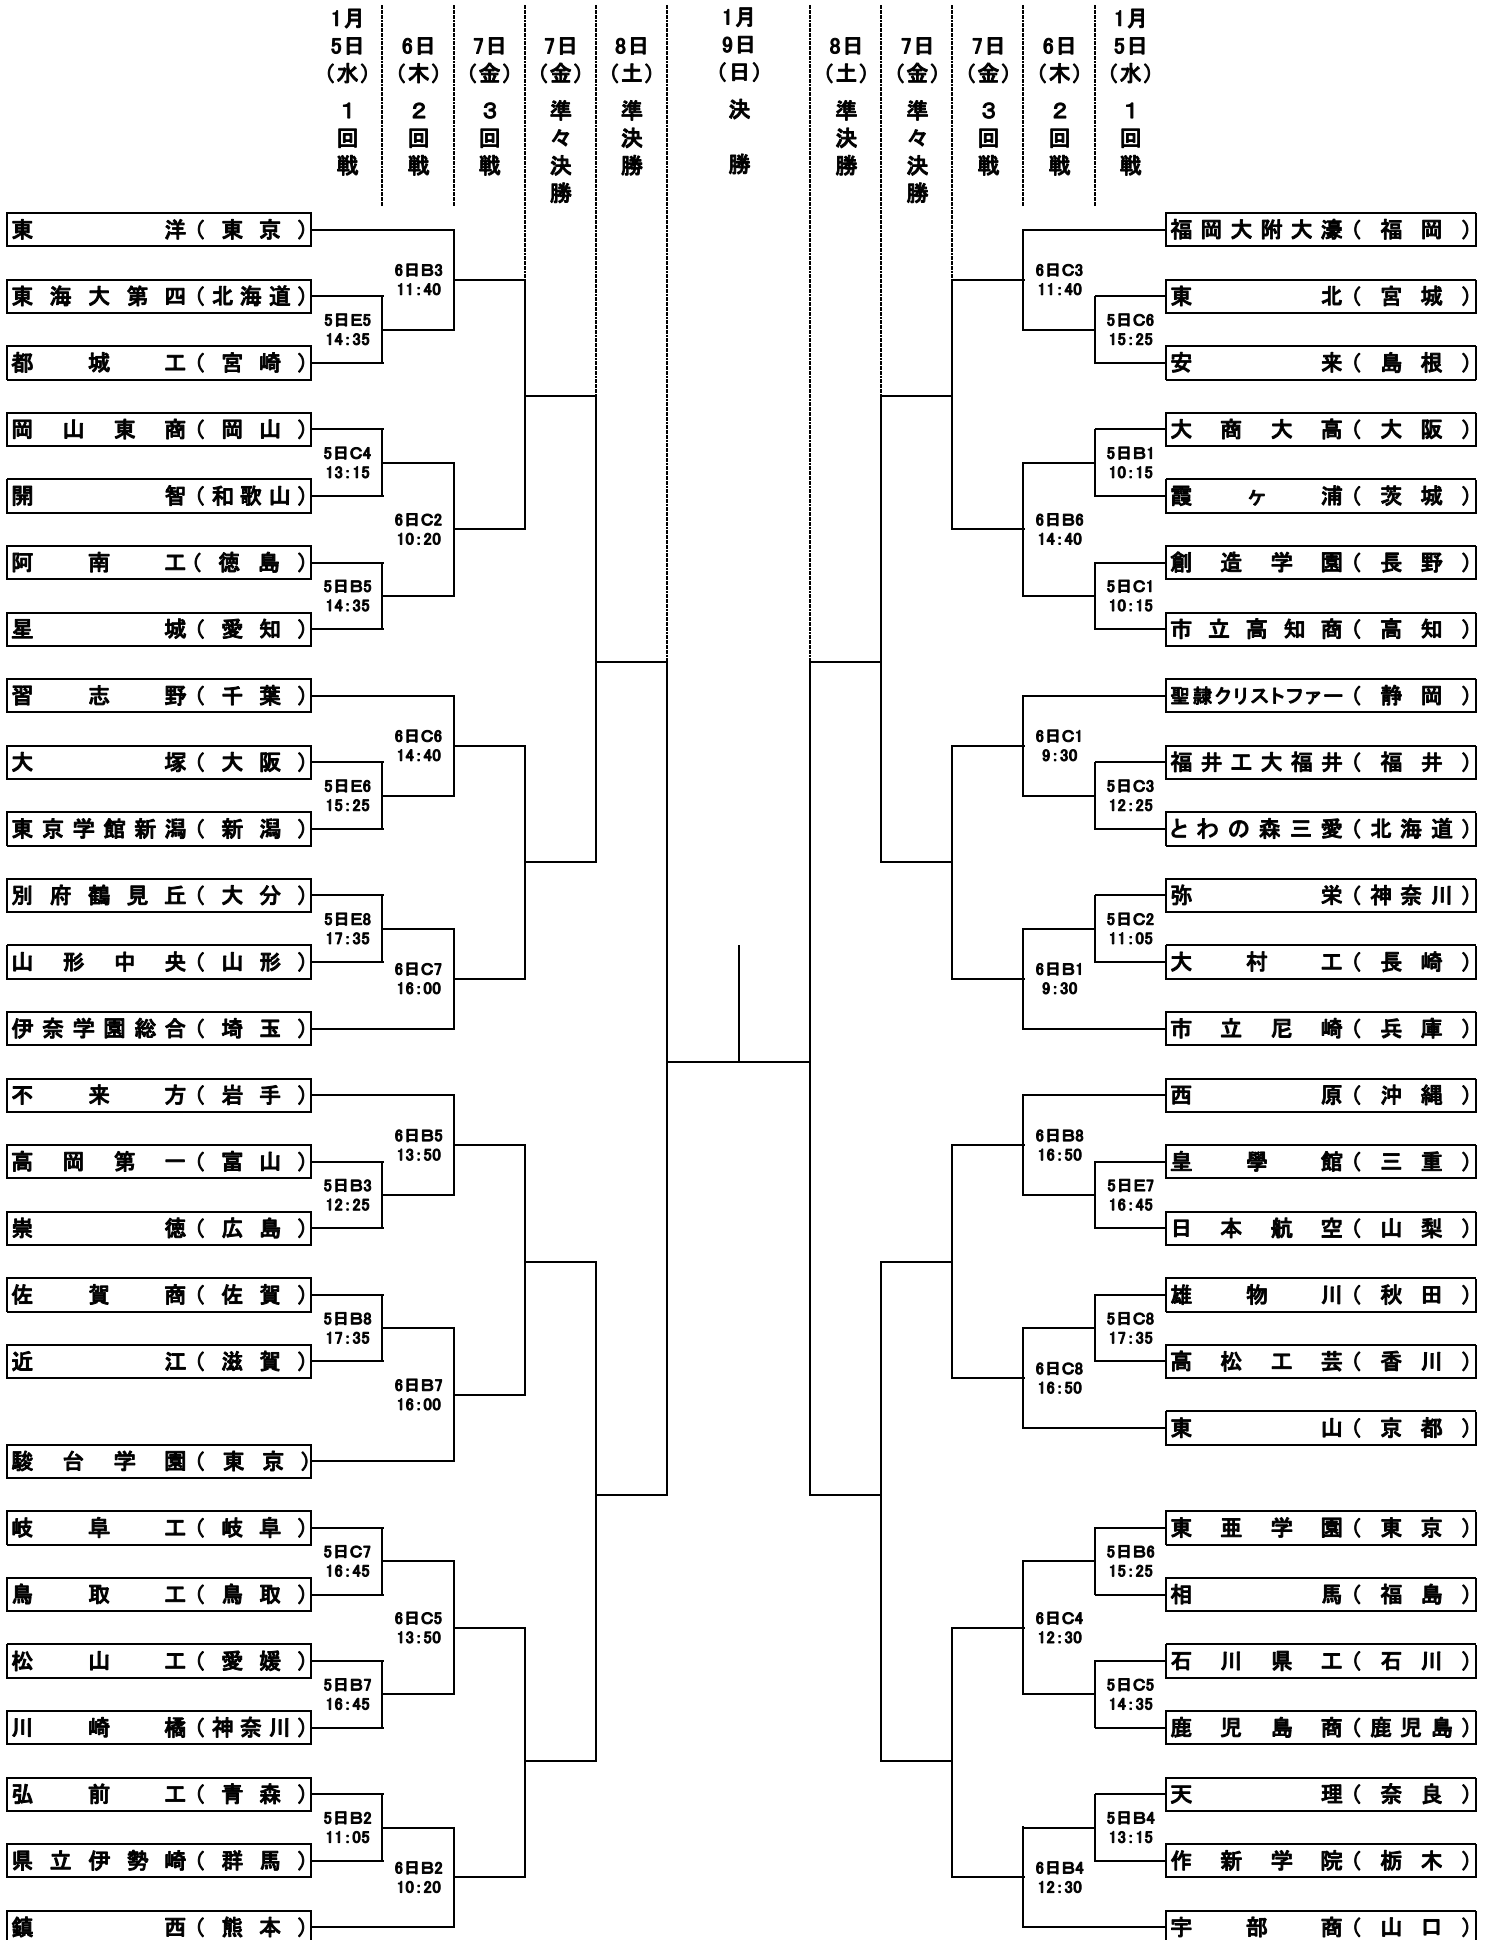 1月5日(水) 1回戦
6日(木) 2回戦
7日(金) 3回戦
7日(金) 準々決勝
8日(土) 準決勝
1月9日(日) 決勝
8日(土) 準決勝
7日(金) 準々決勝
7日(金) 3回戦
6日(木) 2回戦
1月5日(水) 1回戦
東洋(東京)
東海大第四(北海道)
都城工(宮崎)
岡山東商(岡山)
開智(和歌山)
阿南工(徳島)
星城(愛知)
習志野(千葉)
大塚(大阪)
東京学館新潟(新潟)
別府鶴見丘(大分)
山形中央(山形)
伊奈学園総合(埼玉)
不来方(岩手)
高岡第一(富山)
崇徳(広島)
佐賀商(佐賀)
近江(滋賀)
駿台学園(東京)
岐阜工(岐阜)
鳥取工(鳥取)
松山工(愛媛)
川崎橘(神奈川)
弘前工(青森)
県立伊勢崎(群馬)
鎮西(熊本)
5日E5
14:35
5日C4
13:15
5日B5
14:35
5日E6
15:25
5日E8
17:35
5日B3
12:25
5日B8
17:35
5日C7
16:45
5日B7
16:45
5日B2
11:05
6日B3
11:40
6日C2
10:20
6日C6
14:40
6日C7
16:00
6日B5
13:50
6日B7
16:00
6日C5
13:50
6日B2
10:20
6日C3
11:40
6日B6
14:40
6日C1
9:30
6日B1
9:30
6日B8
16:50
6日C8
16:50
6日C4
12:30
6日B4
12:30
5日C6
15:25
5日B1
10:15
5日C1
10:15
5日C3
12:25
5日C2
11:05
5日E7
16:45
5日C8
17:35
5日B6
15:25
5日C5
14:35
5日B4
13:15
福岡大附大濠(福岡)
東北(宮城)
安来(島根)
大商大高(大阪)
霞ヶ浦(茨城)
創造学園(長野)
市立高知商(高知)
聖隷クリストファー(静岡)
福井工大福井(福井)
とわの森三愛(北海道)
弥栄(神奈川)
大村工(長崎)
市立尼崎(兵庫)
西原(沖縄)
皇學館(三重)
日本航空(山梨)
雄物川(秋田)
高松工芸(香川)
東山(京都)
東亜学園(東京)
相馬(福島)
石川県工(石川)
鹿児島商(鹿児島)
天理(奈良)
作新学院(栃木)
宇部商(山口)